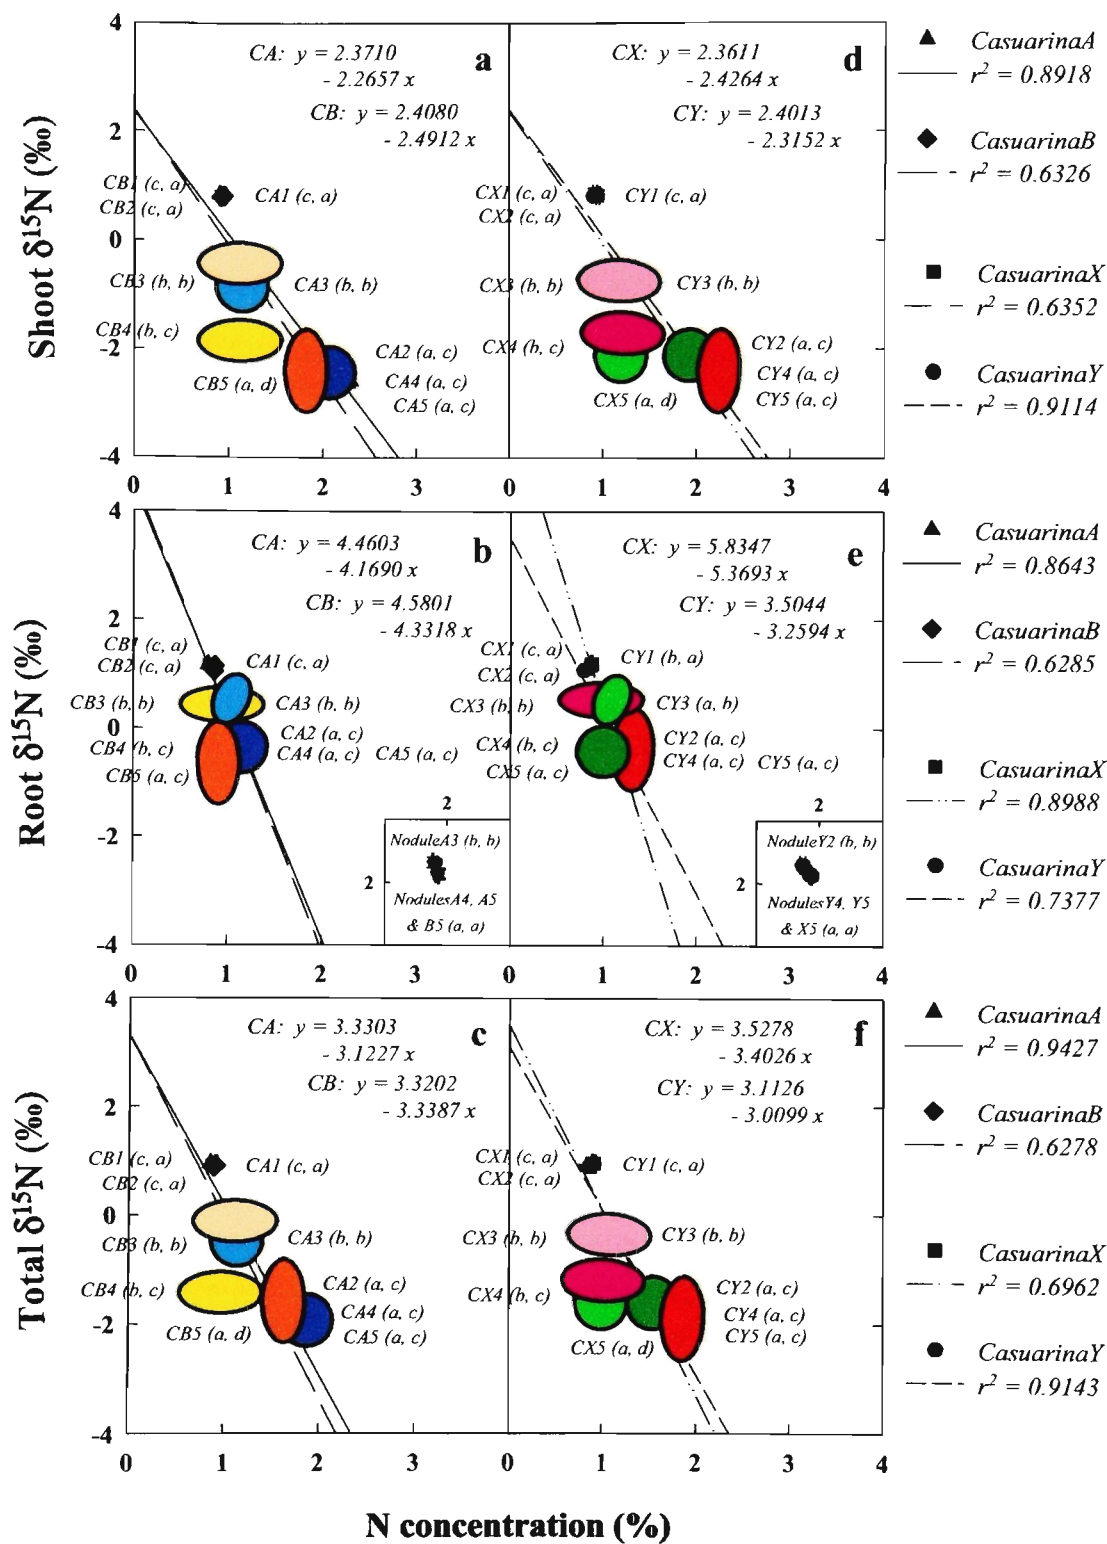 4
2
0
-2
-4
0
1
2
0
1
2
3
4
Shoot δ15N (‰)
CA: y = 2.3710
- 2.2657 x
a
CB: y = 2.4080
- 2.4912 x
CB1 (c, a)
CB2 (c, a)
CA1 (c, a)
CB3 (b, b)
CA3 (b, b)
CB4 (b, c)
CB5 (a, d)
CA2 (a, c)
CA4 (a, c)
CA5 (a, c)
CX: y = 2.3611
- 2.4264 x
d
CY: y = 2.4013
- 2.3152 x
CX1 (c, a)
CX2 (c, a)
CY1 (c, a)
CX3 (b, b)
CY3 (b, b)
CX4 (b, c)
CX5 (a, d)
CY2 (a, c)
CY4 (a, c)
CY5 (a, c)
CasuarinaA
r2 = 0.8918
CasuarinaB
r2 = 0.6326
CasuarinaX
r2 = 0.6352
CasuarinaY
r2 = 0.9114
4
2
0
-2
-4
0
1
2
0
1
2
3
4
Root δ15N (‰)
CA: y = 4.4603
- 4.1690 x
b
CB: y = 4.5801
- 4.3318 x
CB1 (c, a)
CB2 (c, a)
CA1 (c, a)
CB3 (b, b)
CA3 (b, b)
CB4 (b, c)
CB5 (a, c)
CA2 (a, c)
CA4 (a, c) CA5 (a, c)
2
2
NoduleA3 (b, b)
NodulesA4, A5
& B5 (a, a)
CX: y = 5.8347
- 5.3693 x
e
CY: y = 3.5044
- 3.2594 x
CX1 (c, a)
CX2 (c, a)
CY1 (b, a)
CX3 (b, b)
CY3 (a, b)
CX4 (b, c)
CX5 (a, c)
CY2 (a, c)
CY4 (a, c) CY5 (a, c)
2
2
NoduleY2 (b, b)
NodulesY4, Y5
& X5 (a, a)
CasuarinaA
r2 = 0.8643
CasuarinaB
r2 = 0.6285
CasuarinaX
r2 = 0.8988
CasuarinaY
r2 = 0.7377
4
2
0
-2
-4
0
1
2
0
1
2
3
4
Total δ15N (‰)
CA: y = 3.3303
- 3.1227 x
c
CB: y = 3.3202
- 3.3387 x
CB1 (c, a)
CB2 (c, a)
CA1 (c, a)
CB3 (b, b)
CA3 (b, b)
CB4 (b, c)
CB5 (a, d)
CA2 (a, c)
CA4 (a, c)
CA5 (a, c)
CX: y = 3.5278
- 3.4026 x
f
CY: y = 3.1126
- 3.0099 x
CX1 (c, a)
CX2 (c, a)
CY1 (c, a)
CX3 (b, b)
CY3 (b, b)
CX4 (b, c)
CX5 (a, d)
CY2 (a, c)
CY4 (a, c)
CY5 (a, c)
CasuarinaA
r2 = 0.9427
CasuarinaB
r2 = 0.6278
CasuarinaX
r2 = 0.6962
CasuarinaY
r2 = 0.9143
N concentration (%)